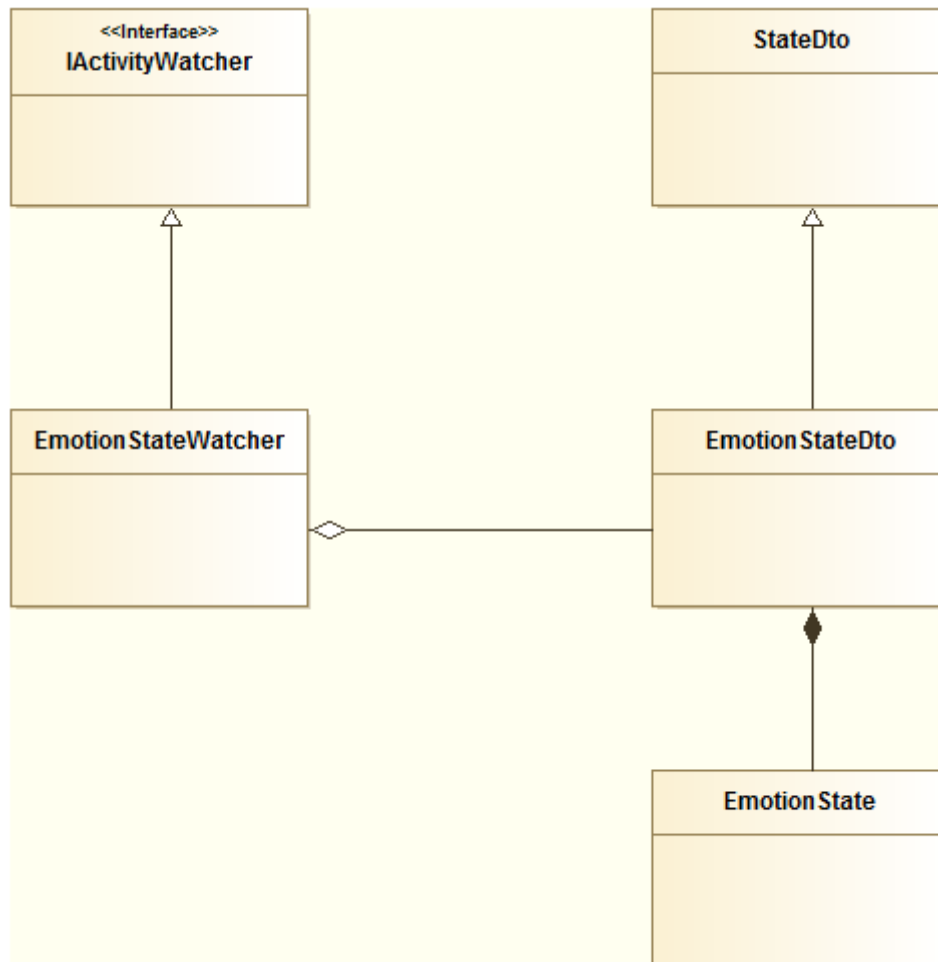 <<Interface>>
IActivityWatcher
StateDto
EmotionStateWatcher
EmotionStateDto
EmotionState